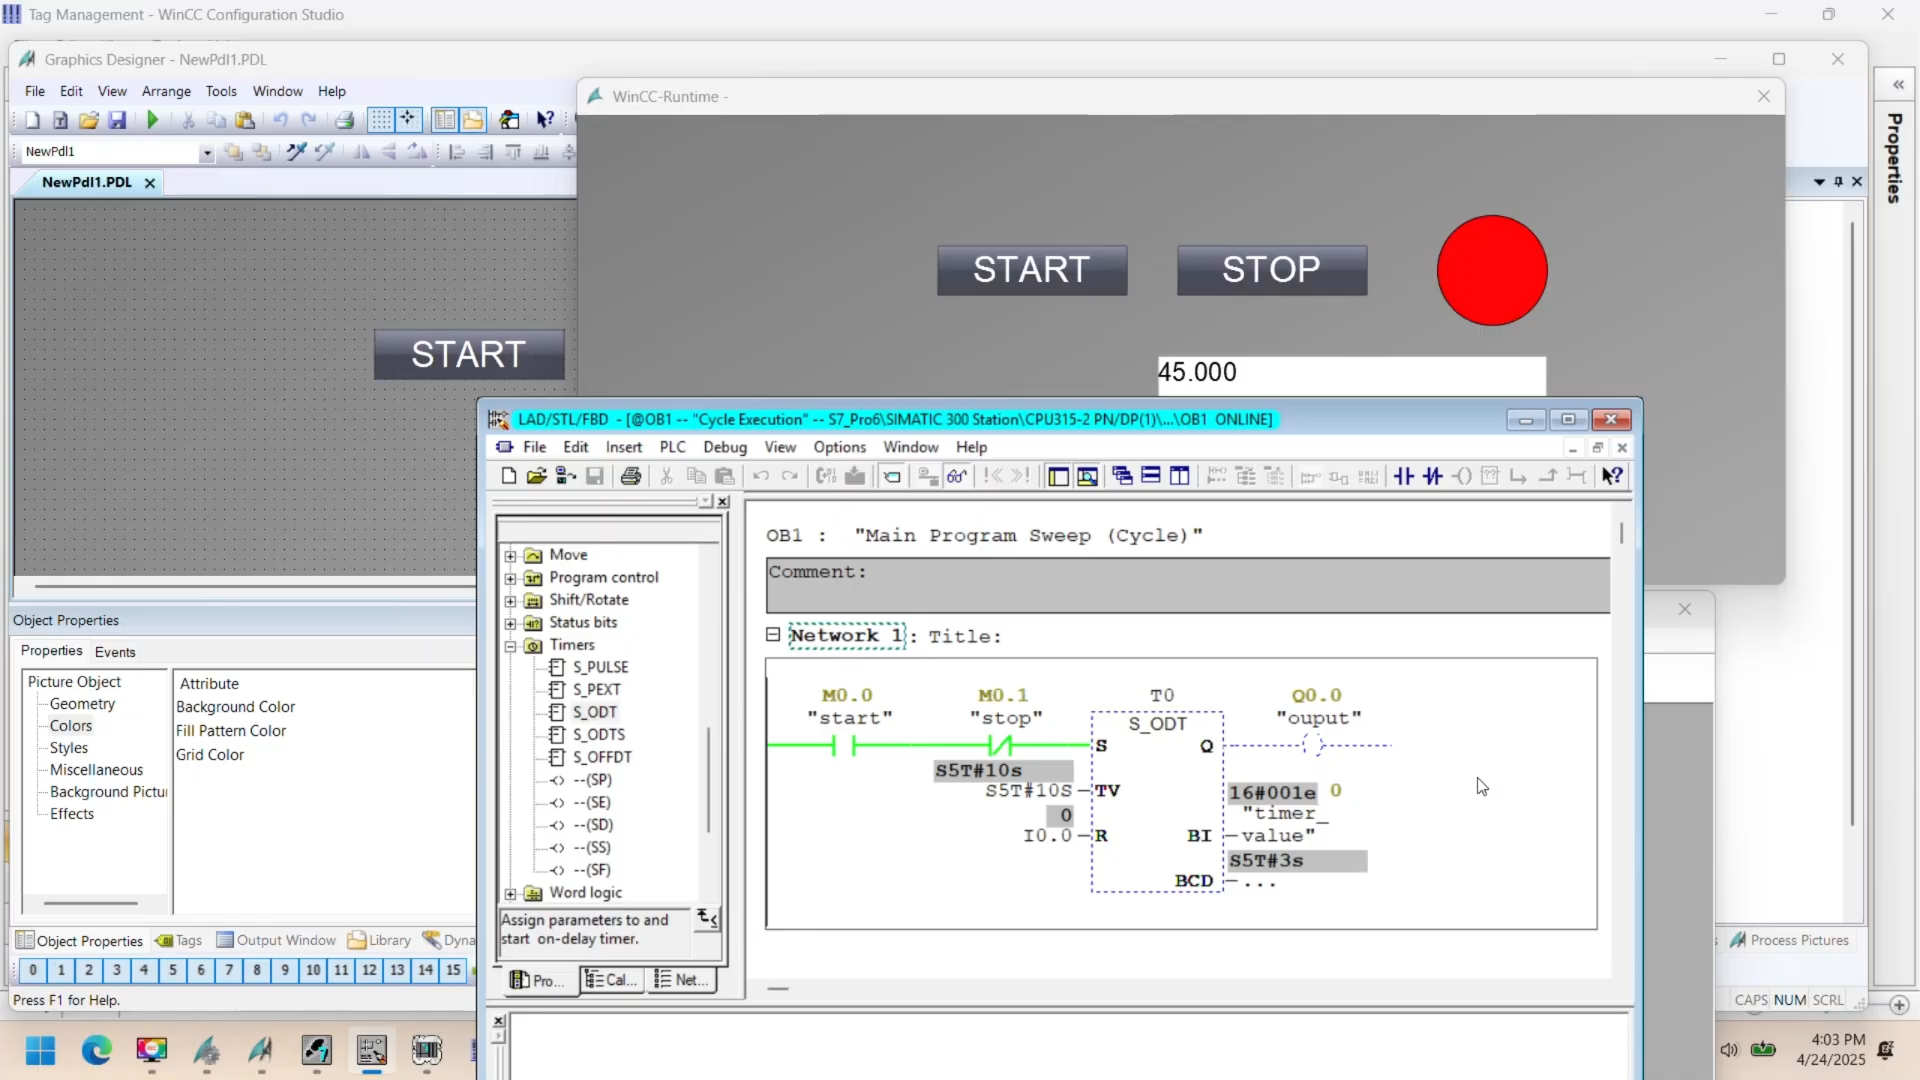 Tag Management - WinCC Configuration Studio
Graphics Designer - NewPdl1.PDL
File Edit View Arrange Tools Window Help
WinCC-Runtime -
NewPdl1
NewPdl1.PDL
Properties
START STOP
START
45.000
LAD/STL/FBD - [@OB1 -- "Cycle Execution" -- S7_Pro6\SIMATIC 300 Station\CPU315-2 PN/DP(1)\...\OB1 ONLINE]
File Edit Insert PLC Debug View Options Window Help
OB1 : "Main Program Sweep (Cycle)"
Comment:
Network 1: Title:
M0.0 M0.1 T0 Q0.0
"start" "stop" S_ODT "ouput"
S Q
S5T#10s
S5T#10S TV 16#001e 0
"timer_
0
I0.0 R BI value"
S5T#3s
BCD ...
Move
Program control
Shift/Rotate
Status bits
Timers
S_PULSE
S_PEXT
S_ODT
S_ODTS
S_OFFDT
--(SP)
--(SE)
--(SD)
--(SS)
--(SF)
Word logic
Assign parameters to and
start on-delay timer.
Pro... Cal... Net...
Object Properties
Properties Events
Picture Object
Geometry
Colors
Styles
Miscellaneous
Background Pictu
Effects
Attribute
Background Color
Fill Pattern Color
Grid Color
Object Properties Tags Output Window Library Dyna
Process Pictures
0 1 2 3 4 5 6 7 8 9 10 11 12 13 14 15
Press F1 for Help.
CAPS NUM SCRL
4:03 PM
4/24/2025